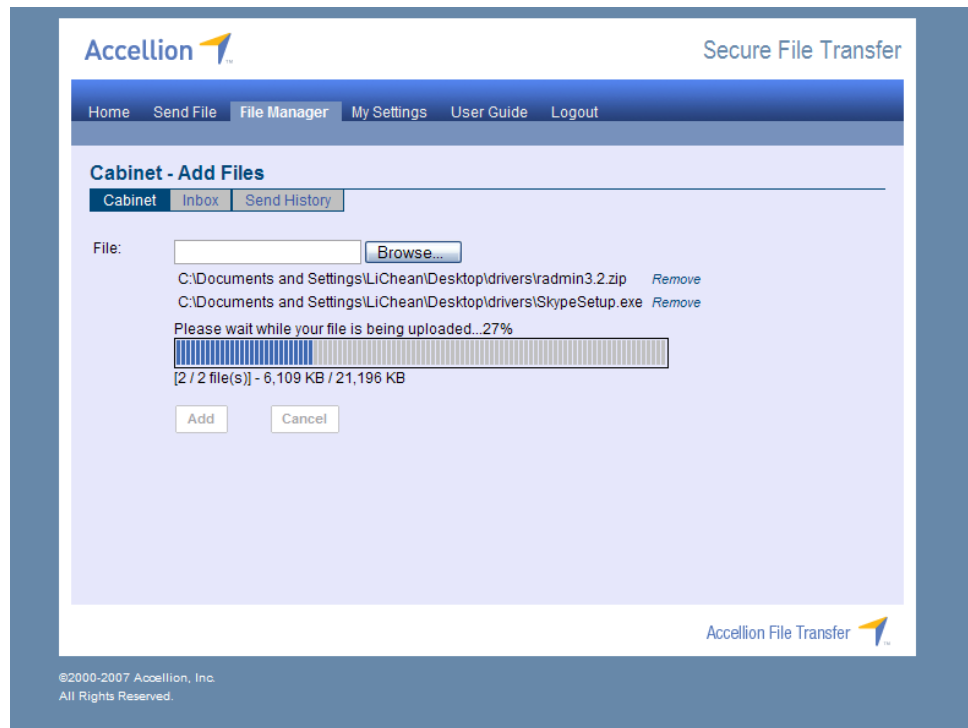 Accellion TM
Secure File Transfer
Home Send File File Manager My Settings User Guide Logout
Cabinet - Add Files
Cabinet Inbox Send History
File: Browse...
C:\Documents and Settings\LiChean\Desktop\drivers\radmin3.2.zip Remove
C:\Documents and Settings\LiChean\Desktop\drivers\SkypeSetup.exe Remove
Please wait while your file is being uploaded...27%
[2 / 2 file(s)] - 6,109 KB / 21,196 KB
Add Cancel
Accellion File Transfer TM
©2000-2007 Accellion, Inc.
All Rights Reserved.